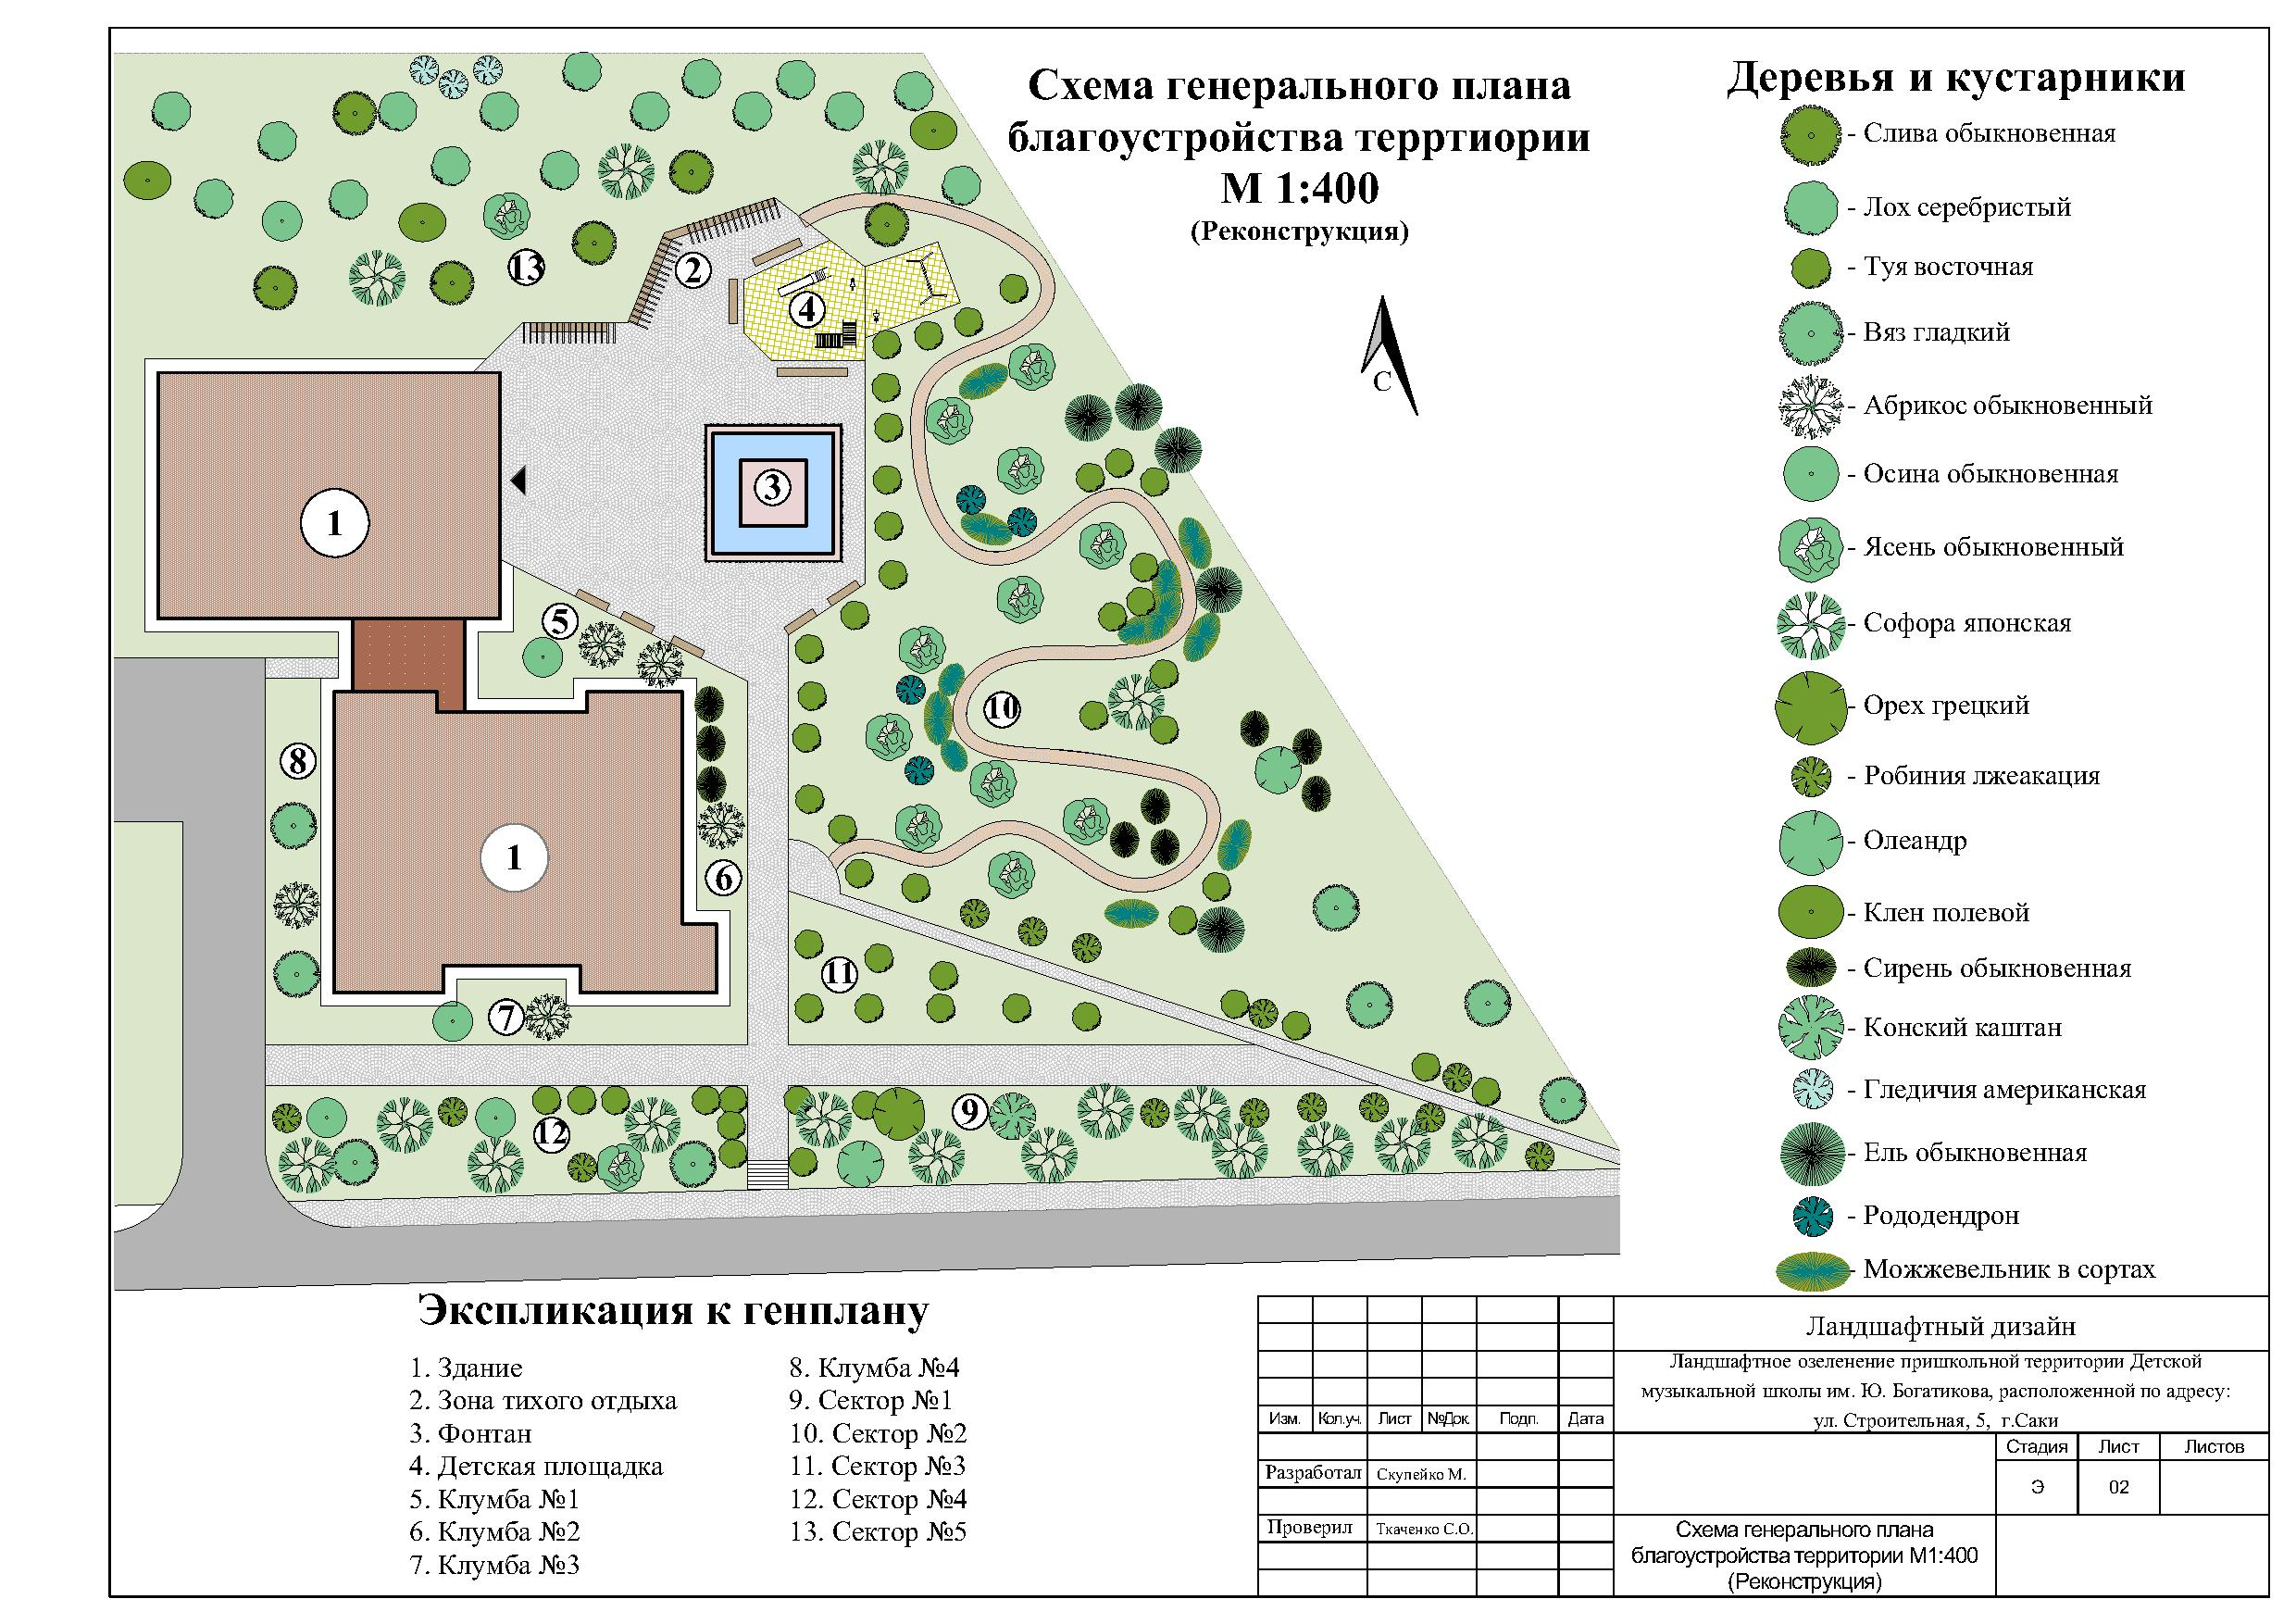 Схема генерального плана
благоустройства террртиории
М 1:400
(Реконструкция)
С
13
2
4
3
1
5
10
8
1
6
11
7
9
12
Деревья и кустарники
- Слива обыкновенная
- Лох серебристый
- Туя восточная
- Вяз гладкий
- Абрикос обыкновенный
- Осина обыкновенная
- Ясень обыкновенный
- Софора японская
- Орех грецкий
- Робиния лжеакация
- Олеандр
- Клен полевой
- Сирень обыкновенная
- Конский каштан
- Гледичия американская
- Ель обыкновенная
- Рододендрон
- Можжевельник в сортах
Экспликация к генплану
1. Здание
2. Зона тихого отдыха
3. Фонтан
4. Детская площадка
5. Клумба №1
6. Клумба №2
7. Клумба №3
8. Клумба №4
9. Сектор №1
10. Сектор №2
11. Сектор №3
12. Сектор №4
13. Сектор №5
Ландшафтный дизайн
Ландшафтное озеленение пришкольной территории Детской
музыкальной школы им. Ю. Богатикова, расположенной по адресу:
ул. Строительная, 5, г.Саки
Изм. Кол.уч. Лист №Док. Подп. Дата
Стадия Лист Листов
Разработал Скупейко М.
Э 02
Проверил Ткаченко С.О.
Схема генерального плана
благоустройства территории М1:400
(Реконструкция)